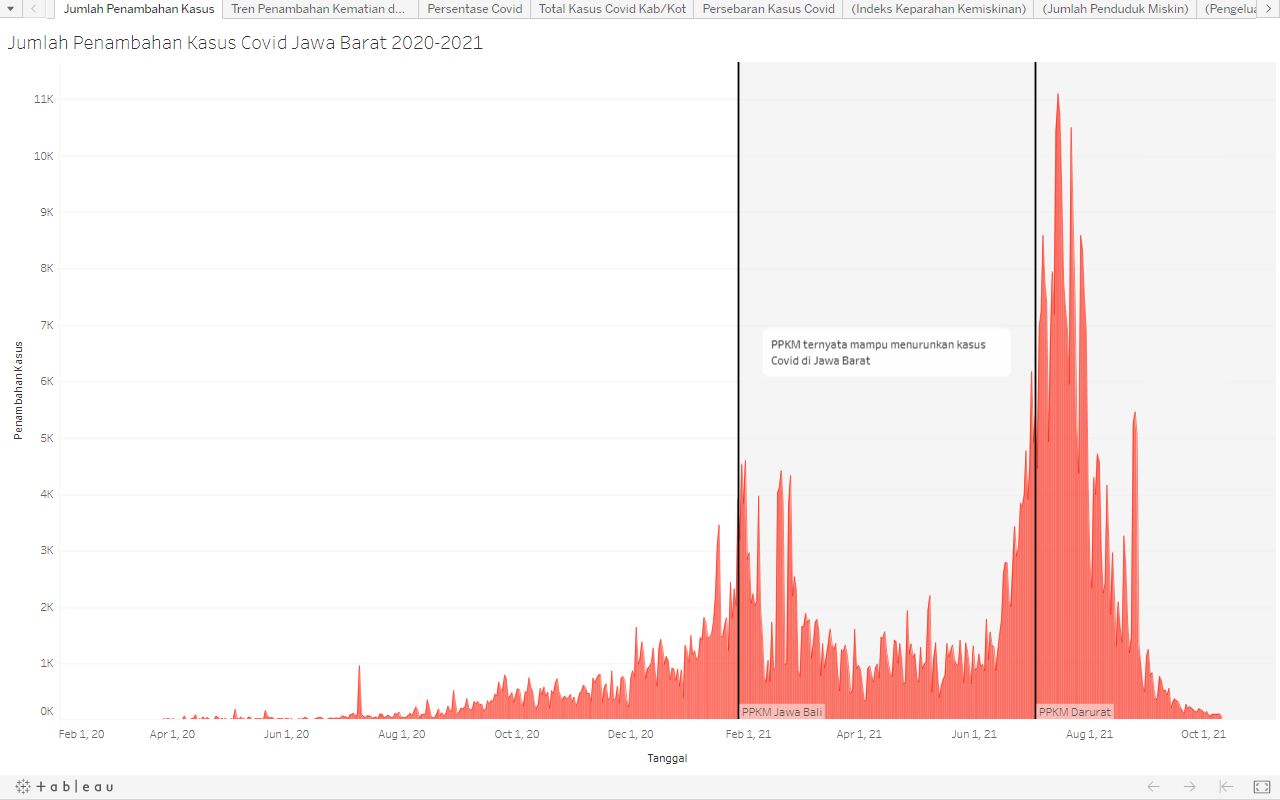 Jumlah Penambahan Kasus
Tren Penambahan Kematian d...
Persentase Covid
Total Kasus Covid Kab/Kot
Persebaran Kasus Covid
(Indeks Keparahan Kemiskinan)
(Jumlah Penduduk Miskin)
(Pengelua
Jumlah Penambahan Kasus Covid Jawa Barat 2020-2021
11K
10K
9K
8K
7K
6K
5K
4K
3K
2K
1K
0K
Penambahan Kasus
PPKM ternyata mampu menurunkan kasus
Covid di Jawa Barat
PPKM Jawa Bali
PPKM Darurat
Feb 1, 20
Apr 1, 20
Jun 1, 20
Aug 1, 20
Oct 1, 20
Dec 1, 20
Feb 1, 21
Apr 1, 21
Jun 1, 21
Aug 1, 21
Oct 1, 21
Tanggal
+ableau